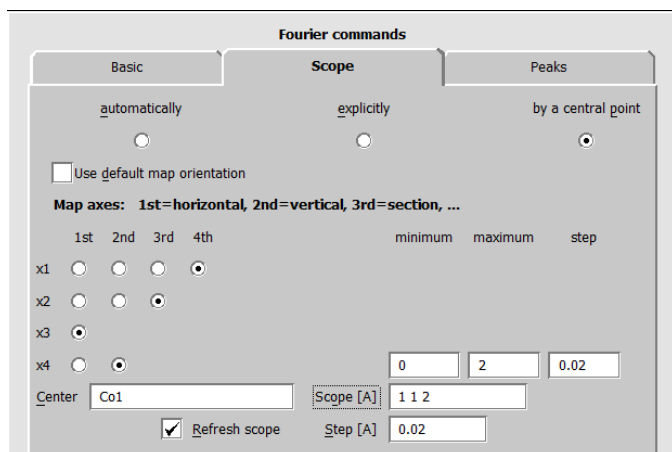 Fourier commands
Basic Scope Peaks
automatically explicitly by a central point
Use default map orientation
Map axes: 1st=horizontal, 2nd=vertical, 3rd=section, ...
1st 2nd 3rd 4th minimum maximum step
x1
x2
x3
x4 0 2 0.02
Center Co1 Scope [A] 1 1 2
Refresh scope Step [A] 0.02